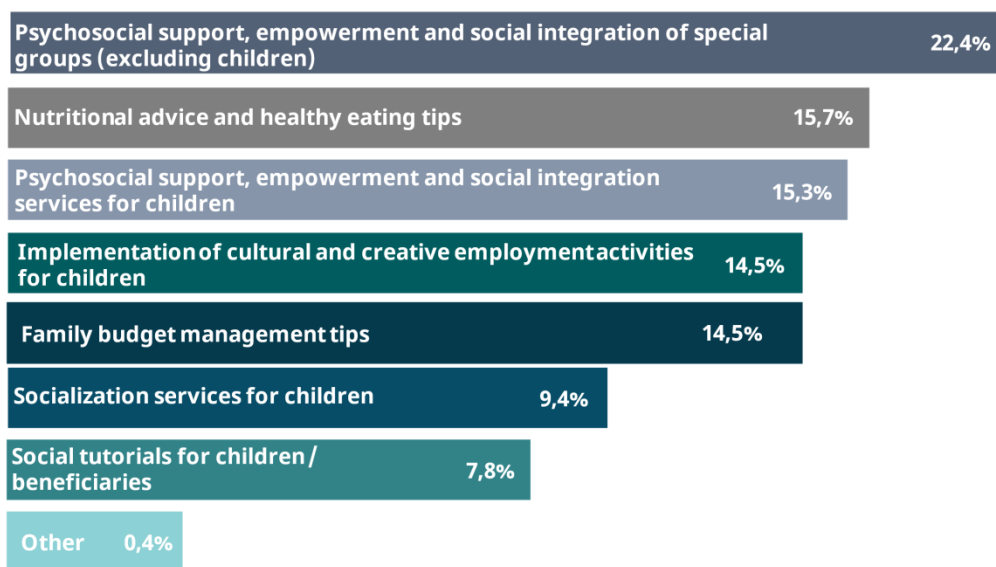 Psychosocial support, empowerment and social integration of special
groups (excluding children)
22,4%
Nutritional advice and healthy eating tips
15,7%
Psychosocial support, empowerment and social integration
services for children
15,3%
Implementation of cultural and creative employment activities
for children
14,5%
Family budget management tips
14,5%
Socialization services for children
9,4%
Social tutorials for children /
beneficiaries
7,8%
Other
0,4%